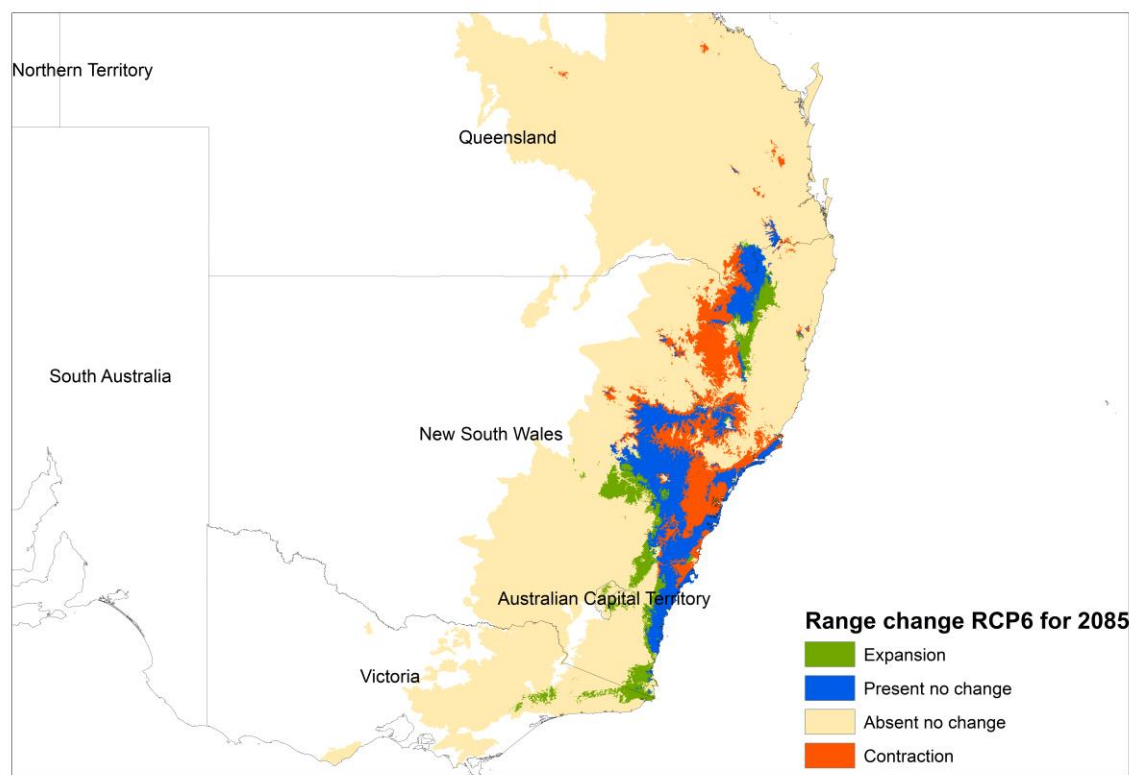 Northern Territory
Queensland
South Australia
New South Wales
Australian Capital Territory
Victoria
Range change RCP6 for 2085
Expansion
Present no change
Absent no change
Contraction